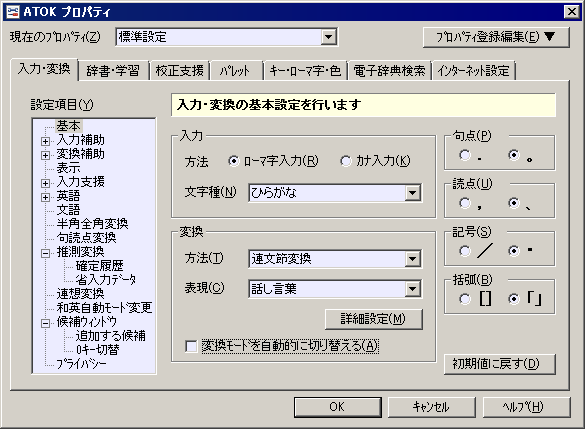 ATOK プロパティ
現在のプロパティ(Z) 標準設定 プロパティ登録編集(E) ▼
入力・変換 辞書・学習 校正支援 パレット キー・ローマ字・色 電子辞典検索 インターネット設定
設定項目(Y)
基本
入力補助
変換補助
表示
入力支援
英語
文語
半角全角変換
句読点変換
推測変換
確定履歴
省入力データ
連想変換
和英自動モード変更
候補ウィンドウ
追加する候補
0キー切替
プライバシー
入力・変換の基本設定を行います
入力
方法 ローマ字入力(R) カナ入力(K)
文字種(N) ひらがな
変換
方法(T) 連文節変換
表現(C) 話し言葉
詳細設定(M)
変換モードを自動的に切り替える(A)
句点(P)
. 。
読点(U)
, 、
記号(S)
／ ・
括弧(B)
[] 「」
初期値に戻す(D)
OK キャンセル ヘルプ(H)